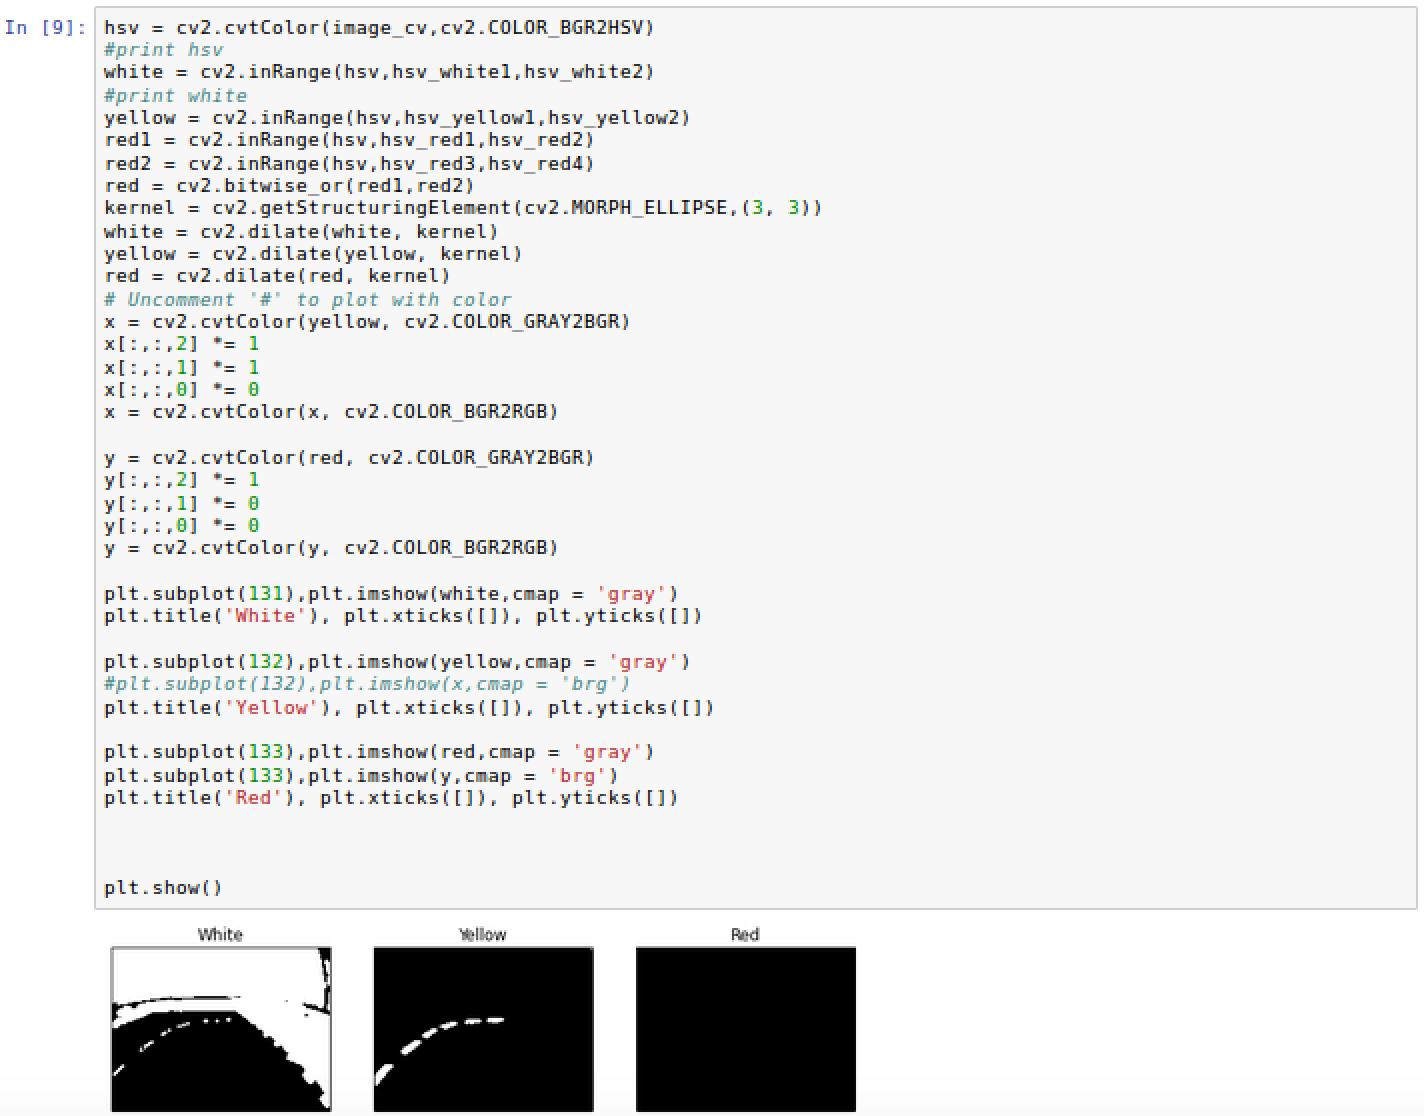 In [9]:
hsv = cv2.cvtColor(image_cv,cv2.COLOR_BGR2HSV)
#print hsv
white = cv2.inRange(hsv,hsv_white1,hsv_white2)
#print white
yellow = cv2.inRange(hsv,hsv_yellow1,hsv_yellow2)
red1 = cv2.inRange(hsv,hsv_red1,hsv_red2)
red2 = cv2.inRange(hsv,hsv_red3,hsv_red4)
red = cv2.bitwise_or(red1,red2)
kernel = cv2.getStructuringElement(cv2.MORPH_ELLIPSE,(3, 3))
white = cv2.dilate(white, kernel)
yellow = cv2.dilate(yellow, kernel)
red = cv2.dilate(red, kernel)
# Uncomment '#' to plot with color
x = cv2.cvtColor(yellow, cv2.COLOR_GRAY2BGR)
x[:,:,2] *= 1
x[:,:,1] *= 1
x[:,:,0] *= 0
x = cv2.cvtColor(x, cv2.COLOR_BGR2RGB)
y = cv2.cvtColor(red, cv2.COLOR_GRAY2BGR)
y[:,:,2] *= 1
y[:,:,1] *= 0
y[:,:,0] *= 0
y = cv2.cvtColor(y, cv2.COLOR_BGR2RGB)
plt.subplot(131),plt.imshow(white,cmap = 'gray')
plt.title('White'), plt.xticks([]), plt.yticks([])
plt.subplot(132),plt.imshow(yellow,cmap = 'gray')
#plt.subplot(132),plt.imshow(x,cmap = 'brg')
plt.title('Yellow'), plt.xticks([]), plt.yticks([])
plt.subplot(133),plt.imshow(red,cmap = 'gray')
plt.subplot(133),plt.imshow(y,cmap = 'brg')
plt.title('Red'), plt.xticks([]), plt.yticks([])
plt.show()
White Yellow Red